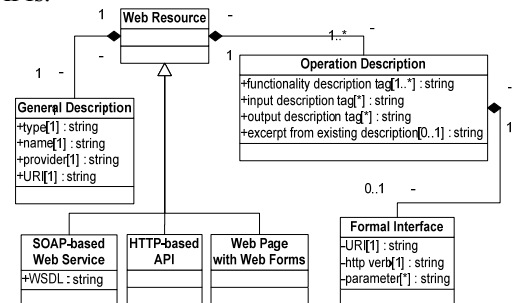 1
Web Resource
-
-
1..*
-
1
1
-
General Description
+type[1] : string
+name[1] : string
+provider[1] : string
+URI[1] : string
Operation Description
+functionality description tag[1..*] : string
+input description tag[*] : string
+output description tag[*] : string
+excerpt from existing description[0..1] : string
-
1
0..1
-
SOAP-based
Web Service
+WSDL : string
HTTP-based
API
Web Page
with Web Forms
Formal Interface
-URI[1] : string
-http verb[1] : string
-parameter[*] : string